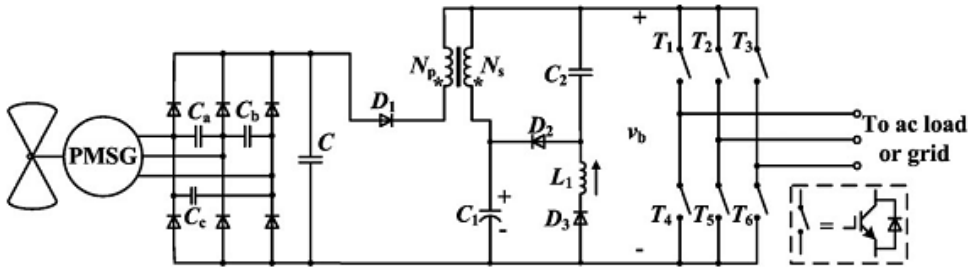 PMSG
Ca
Cb
Cc
C
D1
Np
*
Ns
*
C1
+
-
D2
C2
L1
D3
+
vb
-
T1
T2
T3
T4
T5
T6
To ac load
or grid
=